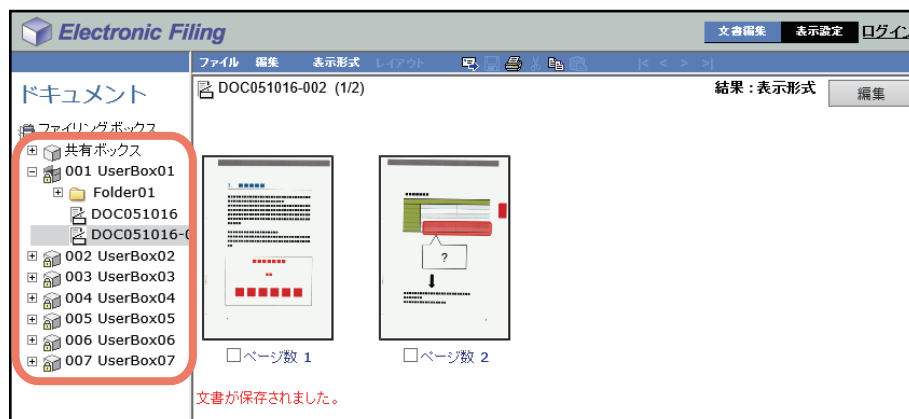 Electronic Filing
文書編集 表示設定 ログイン
ファイル 編集 表示形式 レイアウト |< < > >|
ドキュメント
DOC051016-002 (1/2)
結果：表示形式
編集
ファイリングボックス
共有ボックス
001 UserBox01
Folder01
DOC051016
DOC051016-0
002 UserBox02
003 UserBox03
004 UserBox04
005 UserBox05
006 UserBox06
007 UserBox07
1.
?
ページ数 1
ページ数 2
文書が保存されました。